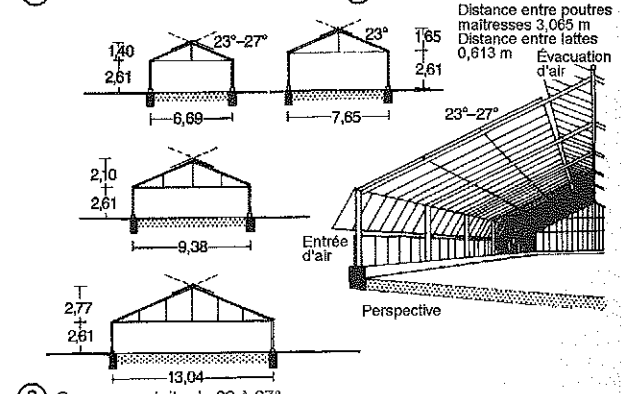 Distance entre poutres
maîtresses 3,065 m
Distance entre lattes
0,613 m
Évacuation
d'air
1,40
2,61
23°–27°
6,69
23°
1,65
2,61
7,65
23°–27°
2,10
2,61
9,38
Entrée
d'air
Perspective
2,77
2,61
13,04